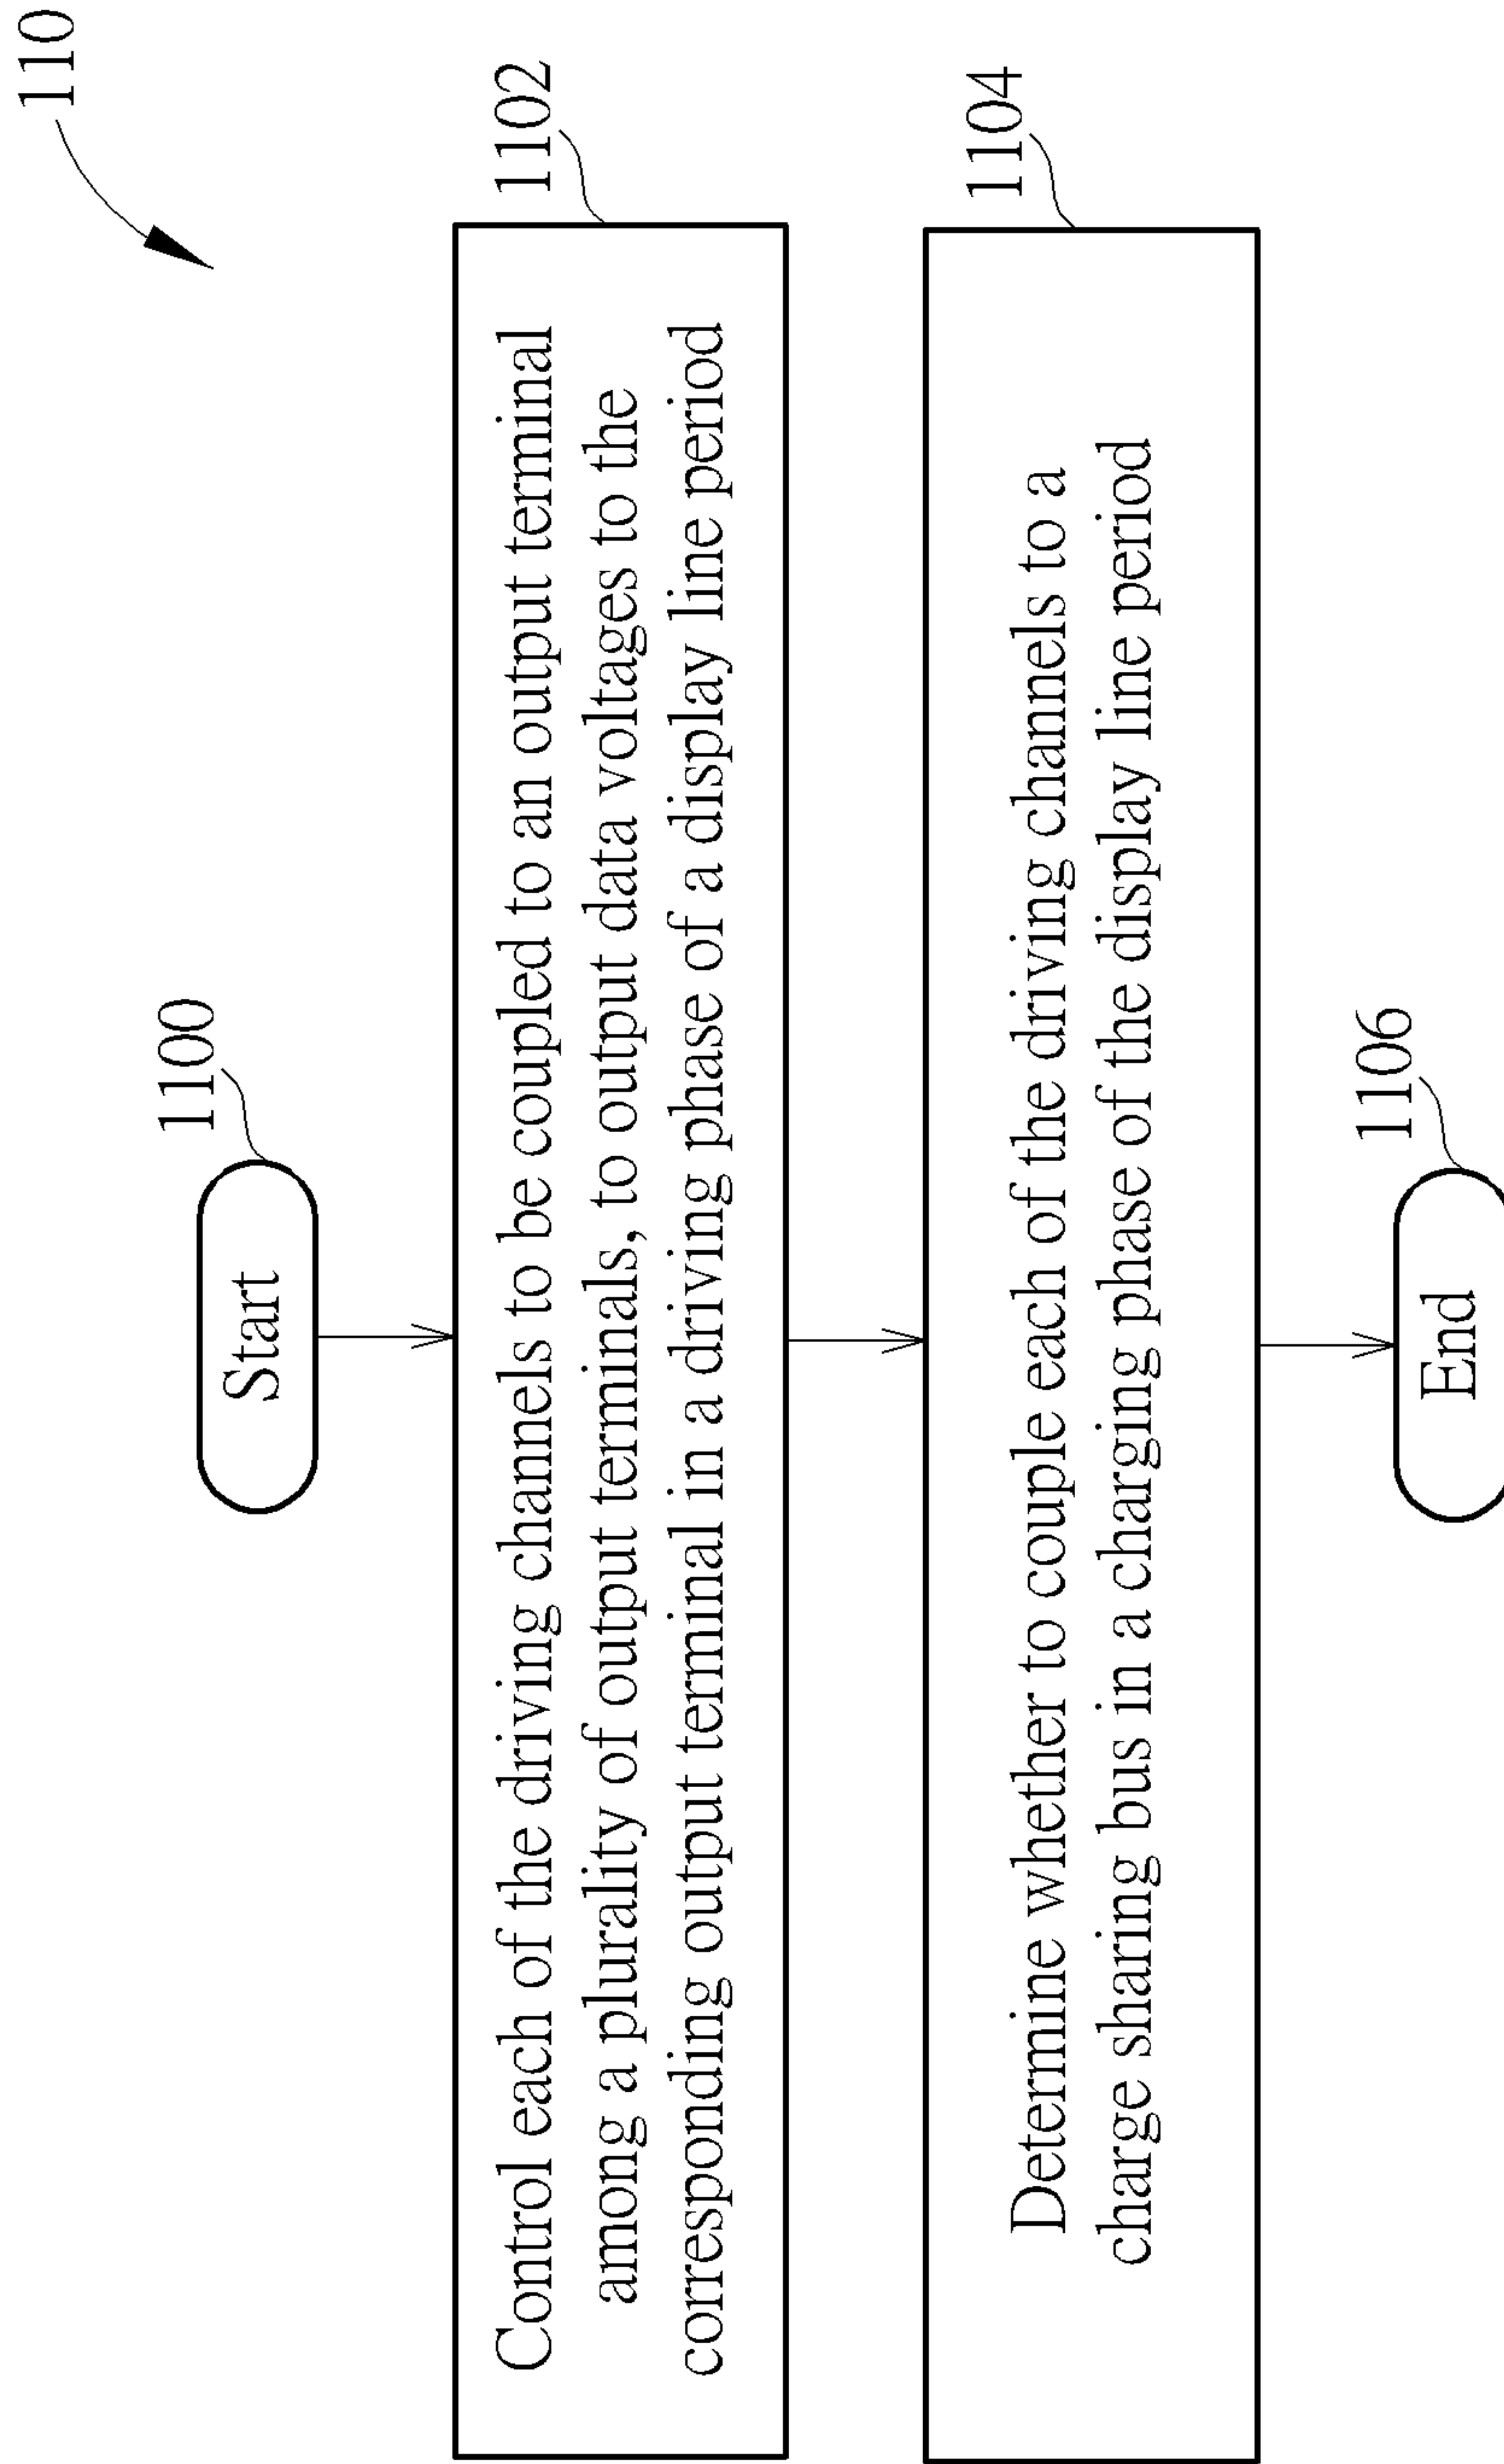 110
1100
Start
1102
Control each of the driving channels to be coupled to an output terminal
among a plurality of output terminals, to output data voltages to the
corresponding output terminal in a driving phase of a display line period
1104
Determine whether to couple each of the driving channels to a
charge sharing bus in a charging phase of the display line period
1106
End